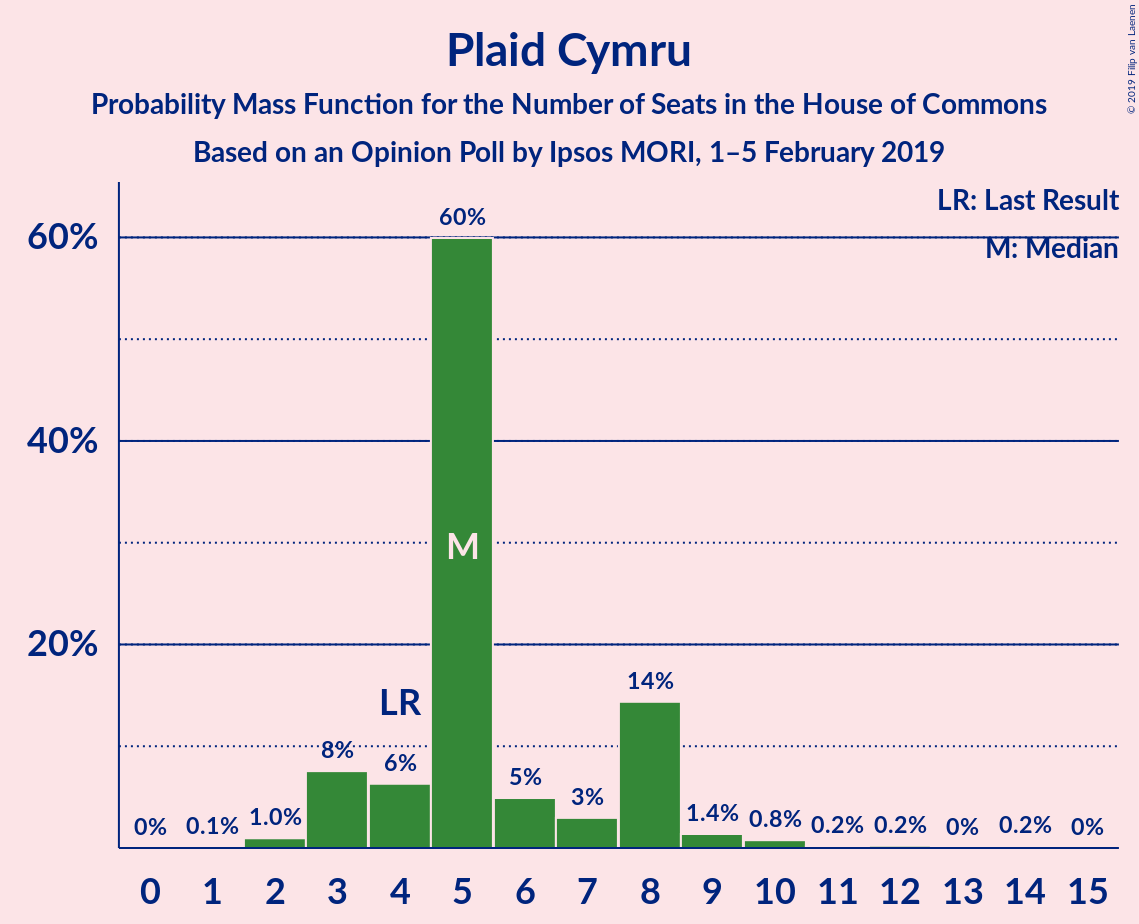 Plaid Cymru
Probability Mass Function for the Number of Seats in the House of Commons
Based on an Opinion Poll by Ipsos MORI, 1–5 February 2019
© 2019 Filip van Laenen
LR: Last Result
M: Median
60%
40%
20%
0% 0.1% 1.0% 8% 6% 60% 5% 3% 14% 1.4% 0.8% 0.2% 0.2% 0% 0.2% 0%
LR
M
0 1 2 3 4 5 6 7 8 9 10 11 12 13 14 15